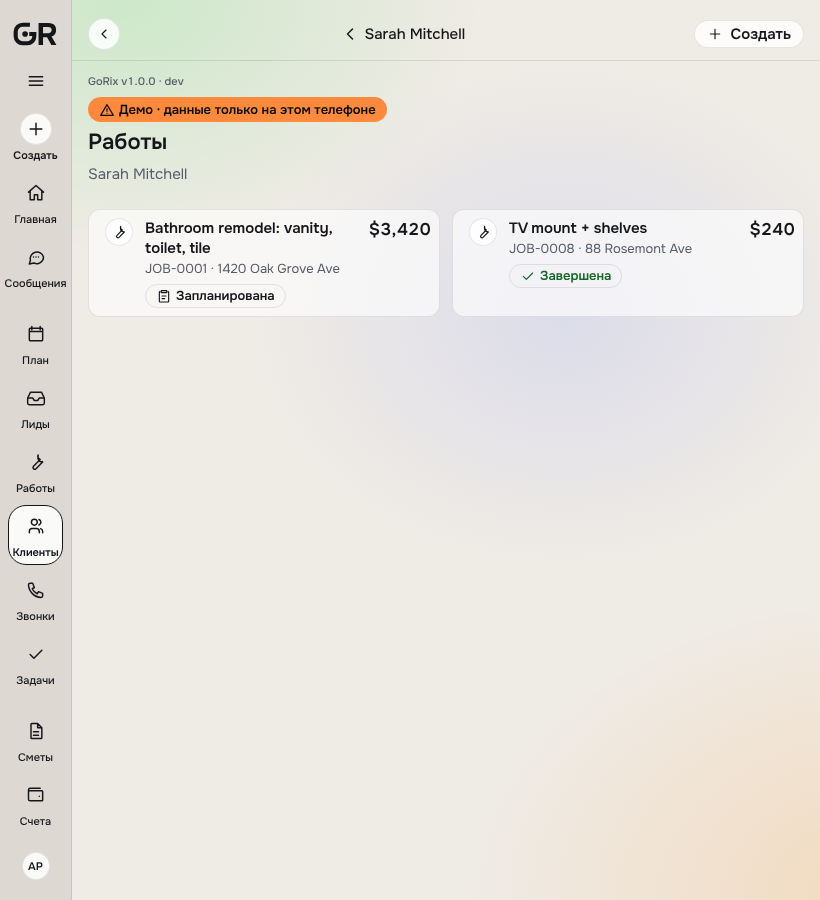 GR
Sarah Mitchell
Создать
GoRix v1.0.0 · dev
Демо · данные только на этом телефоне
Работы
Sarah Mitchell
Bathroom remodel: vanity,
toilet, tile
$3,420
JOB-0001 · 1420 Oak Grove Ave
Запланирована
TV mount + shelves
$240
JOB-0008 · 88 Rosemont Ave
Завершена
Создать
Главная
Сообщения
План
Лиды
Работы
Клиенты
Звонки
Задачи
Сметы
Счета
AP